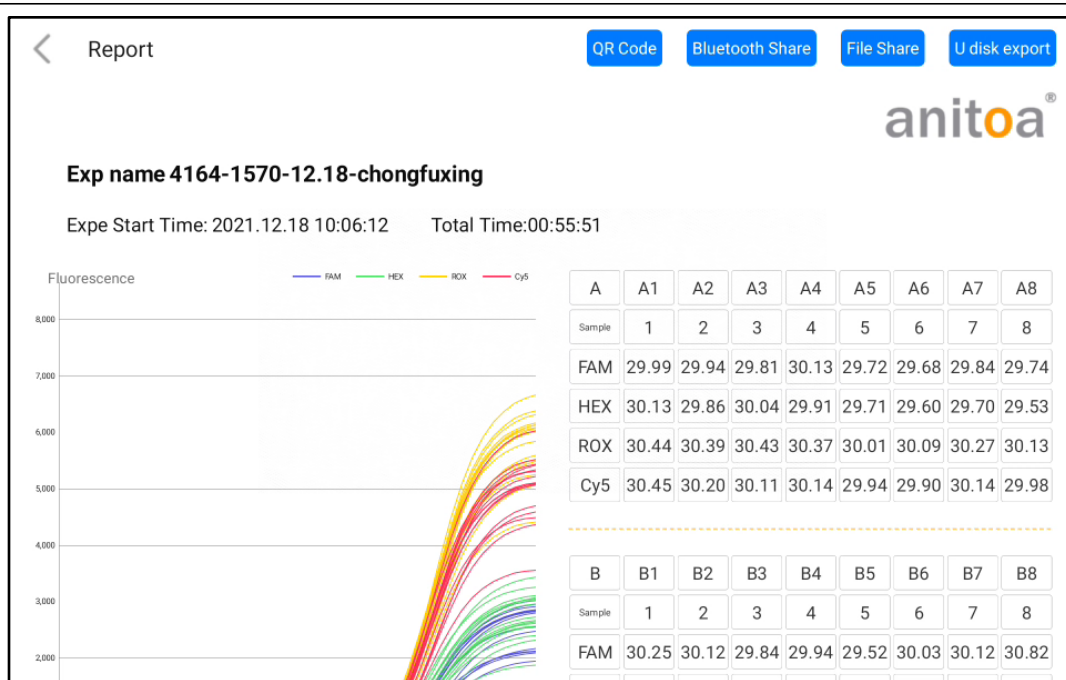 Report
QR Code
Bluetooth Share
File Share
U disk export
anitoa®
Exp name 4164-1570-12.18-chongfuxing
Expe Start Time: 2021.12.18 10:06:12 Total Time:00:55:51
Fluorescence
FAM HEX ROX Cy5
8,000
7,000
6,000
5,000
4,000
3,000
2,000
A A1 A2 A3 A4 A5 A6 A7 A8
Sample 1 2 3 4 5 6 7 8
FAM 29.99 29.94 29.81 30.13 29.72 29.68 29.84 29.74
HEX 30.13 29.86 30.04 29.91 29.71 29.60 29.70 29.53
ROX 30.44 30.39 30.43 30.37 30.01 30.09 30.27 30.13
Cy5 30.45 30.20 30.11 30.14 29.94 29.90 30.14 29.98
B B1 B2 B3 B4 B5 B6 B7 B8
Sample 1 2 3 4 5 6 7 8
FAM 30.25 30.12 29.84 29.94 29.52 30.03 30.12 30.82